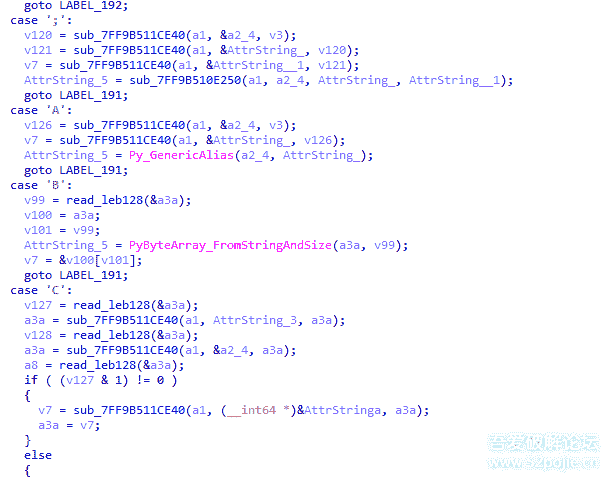 goto LABEL_192;
case ';':
v120 = sub_7FF9B511CE40(a1, &a2_4, v3);
v121 = sub_7FF9B511CE40(a1, &AttrString_, v120);
v7 = sub_7FF9B511CE40(a1, &AttrString__1, v121);
AttrString_5 = sub_7FF9B510E250(a1, a2_4, AttrString_, AttrString__1);
goto LABEL_191;
case 'A':
v126 = sub_7FF9B511CE40(a1, &a2_4, v3);
v7 = sub_7FF9B511CE40(a1, &AttrString_, v126);
AttrString_5 = Py_GenericAlias(a2_4, AttrString_);
goto LABEL_191;
case 'B':
v99 = read_leb128(&a3a);
v100 = a3a;
v101 = v99;
AttrString_5 = PyByteArray_FromStringAndSize(a3a, v99);
v7 = &v100[v101];
goto LABEL_191;
case 'C':
v127 = read_leb128(&a3a);
a3a = sub_7FF9B511CE40(a1, AttrString_3, a3a);
v128 = read_leb128(&a3a);
a3a = sub_7FF9B511CE40(a1, &a2_4, a3a);
a8 = read_leb128(&a3a);
if ( (v127 & 1) != 0 )
{
v7 = sub_7FF9B511CE40(a1, (__int64 *)&AttrStringa, a3a);
a3a = v7;
}
else
{
吾爱破解论坛
www.52pojie.cn